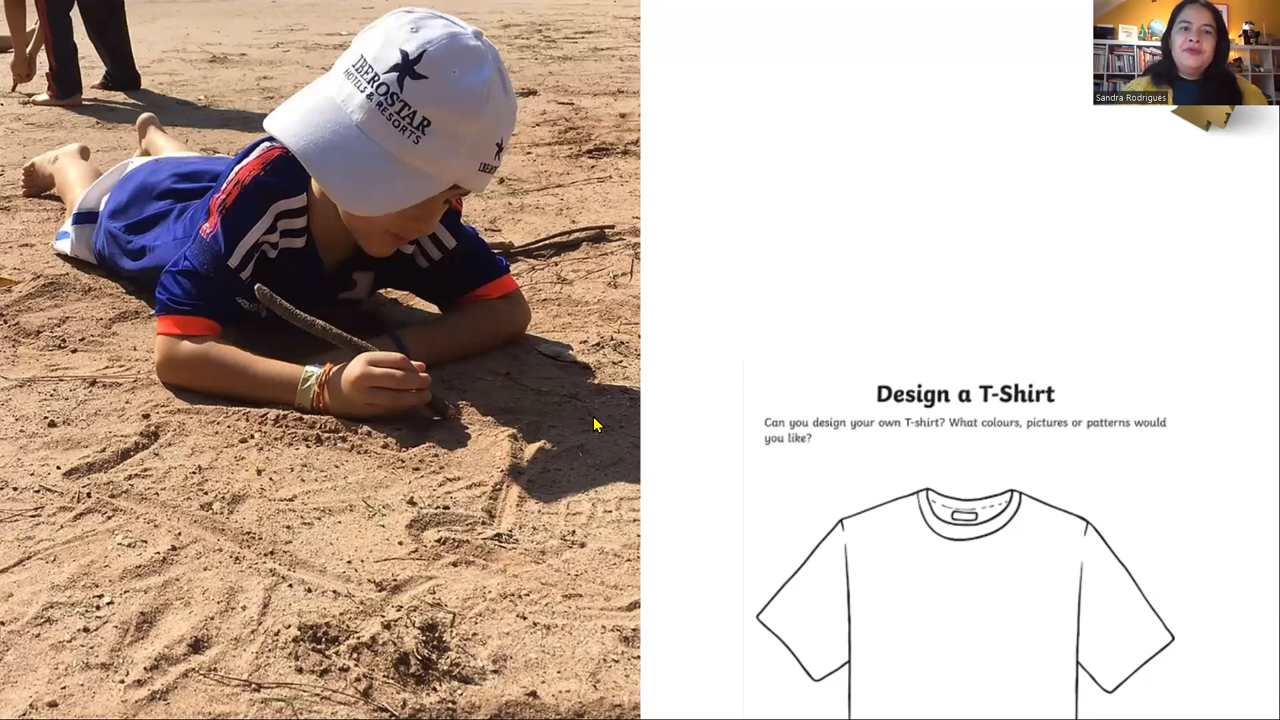 IBEROSTAR
HOTELS & RESORTS
Sandra Rodrigues
Design a T-Shirt
Can you design your own T-shirt? What colours, pictures or patterns would
you like?